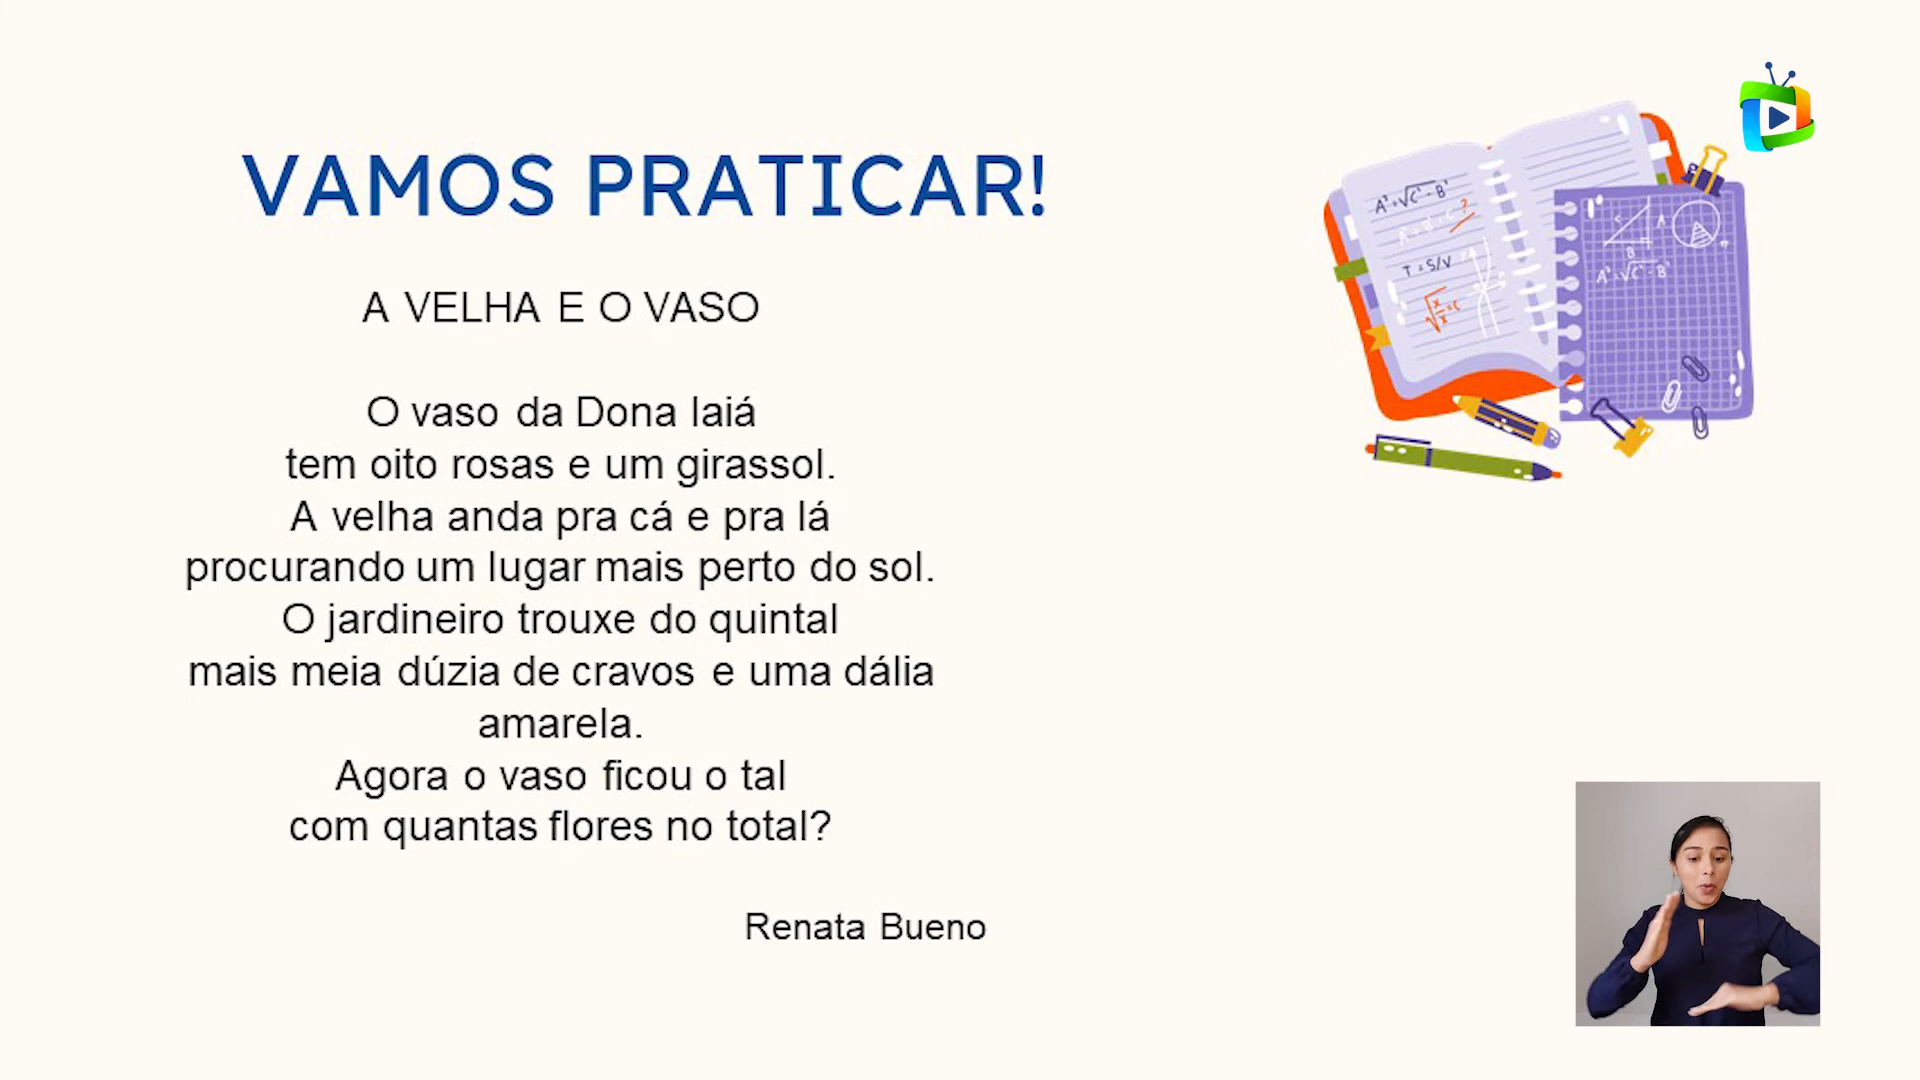 VAMOS PRATICAR!
A VELHA E O VASO
O vaso da Dona Iaiá
tem oito rosas e um girassol.
A velha anda pra cá e pra lá
procurando um lugar mais perto do sol.
O jardineiro trouxe do quintal
mais meia dúzia de cravos e uma dália
amarela.
Agora o vaso ficou o tal
com quantas flores no total?
Renata Bueno
T = S/V